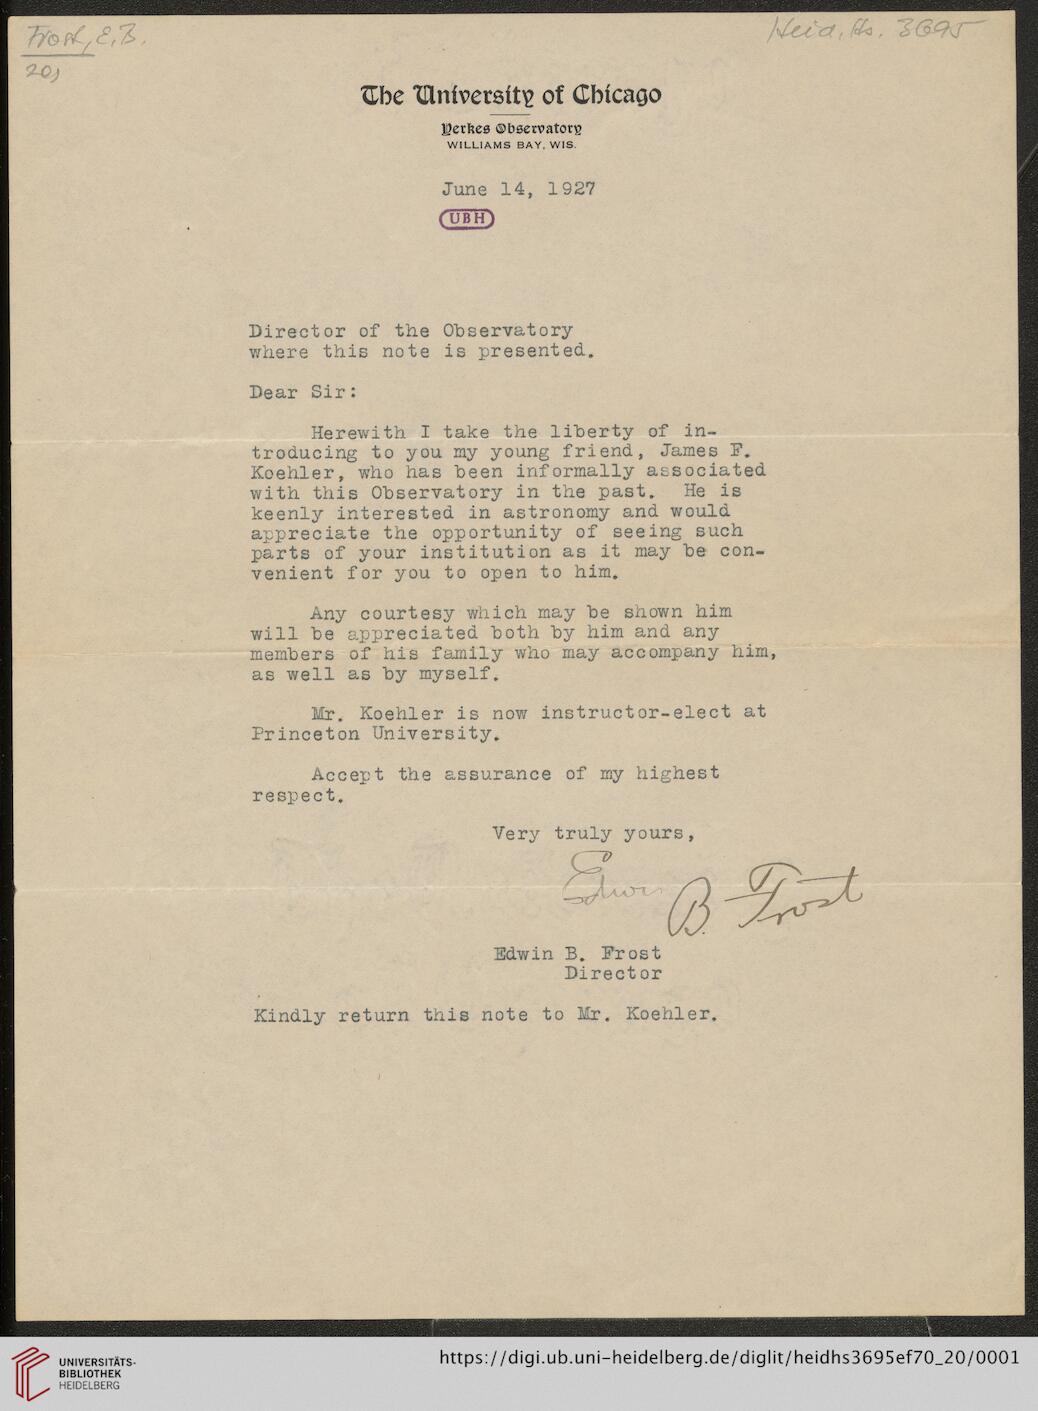 Frost, E. B.
20,
Heid. Hs. 3695
The University of Chicago
Yerkes Observatory
WILLIAMS BAY, WIS.
June 14, 1927
UBH
Director of the Observatory
where this note is presented.
Dear Sir:
Herewith I take the liberty of in-
troducing to you my young friend, James F.
Koehler, who has been informally associated
with this Observatory in the past. He is
keenly interested in astronomy and would
appreciate the opportunity of seeing such
parts of your institution as it may be con-
venient for you to open to him.
Any courtesy which may be shown him
will be appreciated both by him and any
members of his family who may accompany him,
as well as by myself.
Mr. Koehler is now instructor-elect at
Princeton University.
Accept the assurance of my highest
respect.
Very truly yours,
Edwin B. Frost
Edwin B. Frost
Director
Kindly return this note to Mr. Koehler.
UNIVERSITÄTS-
BIBLIOTHEK
HEIDELBERG
https://digi.ub.uni-heidelberg.de/diglit/heidhs3695ef70_20/0001